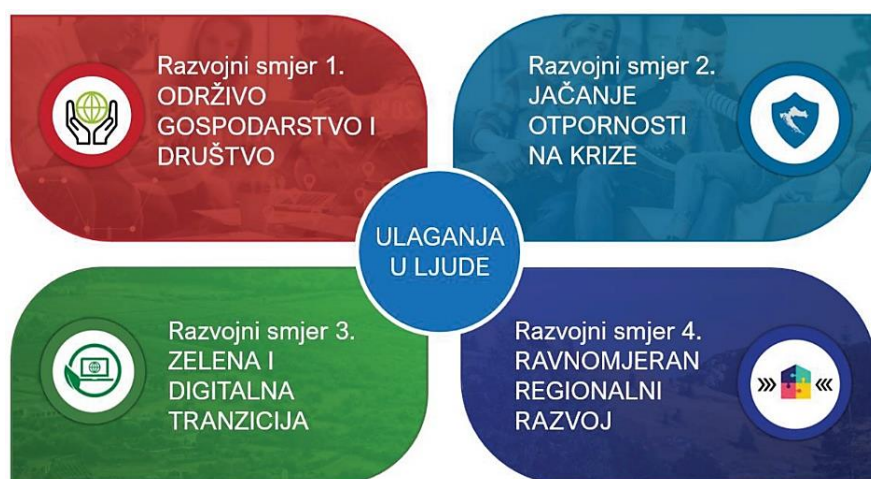 Razvojni smjer 1.
ODRŽIVO
GOSPODARSTVO I
DRUŠTVO
Razvojni smjer 2.
JAČANJE
OTPORNOSTI
NA KRIZE
ULAGANJA
U LJUDE
Razvojni smjer 3.
ZELENA I
DIGITALNA
TRANZICIJA
Razvojni smjer 4.
RAVNOMJERAN
REGIONALNI
RAZVOJ